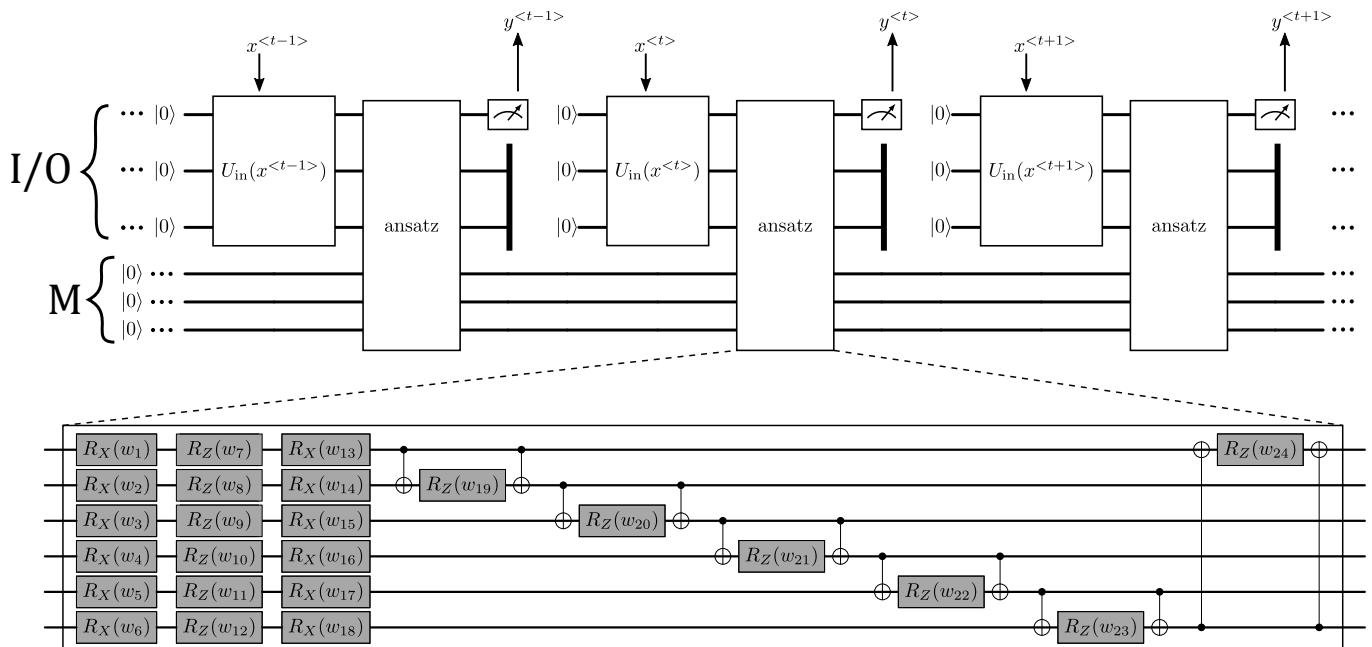 y^{<t-1>} y^{<t>} y^{<t+1>}
x^{<t-1>} x^{<t>} x^{<t+1>}
I/O ... |0⟩ |0⟩ |0⟩ ...
... |0⟩ U_in(x^{<t-1>}) |0⟩ U_in(x^{<t>}) |0⟩ U_in(x^{<t+1>}) ...
... |0⟩ ansatz |0⟩ ansatz |0⟩ ansatz ...
M |0⟩ ... ...
|0⟩ ... ...
|0⟩ ... ...
R_X(w_1) R_Z(w_7) R_X(w_13) R_Z(w_24)
R_X(w_2) R_Z(w_8) R_X(w_14) R_Z(w_19)
R_X(w_3) R_Z(w_9) R_X(w_15) R_Z(w_20)
R_X(w_4) R_Z(w_10) R_X(w_16) R_Z(w_21)
R_X(w_5) R_Z(w_11) R_X(w_17) R_Z(w_22)
R_X(w_6) R_Z(w_12) R_X(w_18) R_Z(w_23)